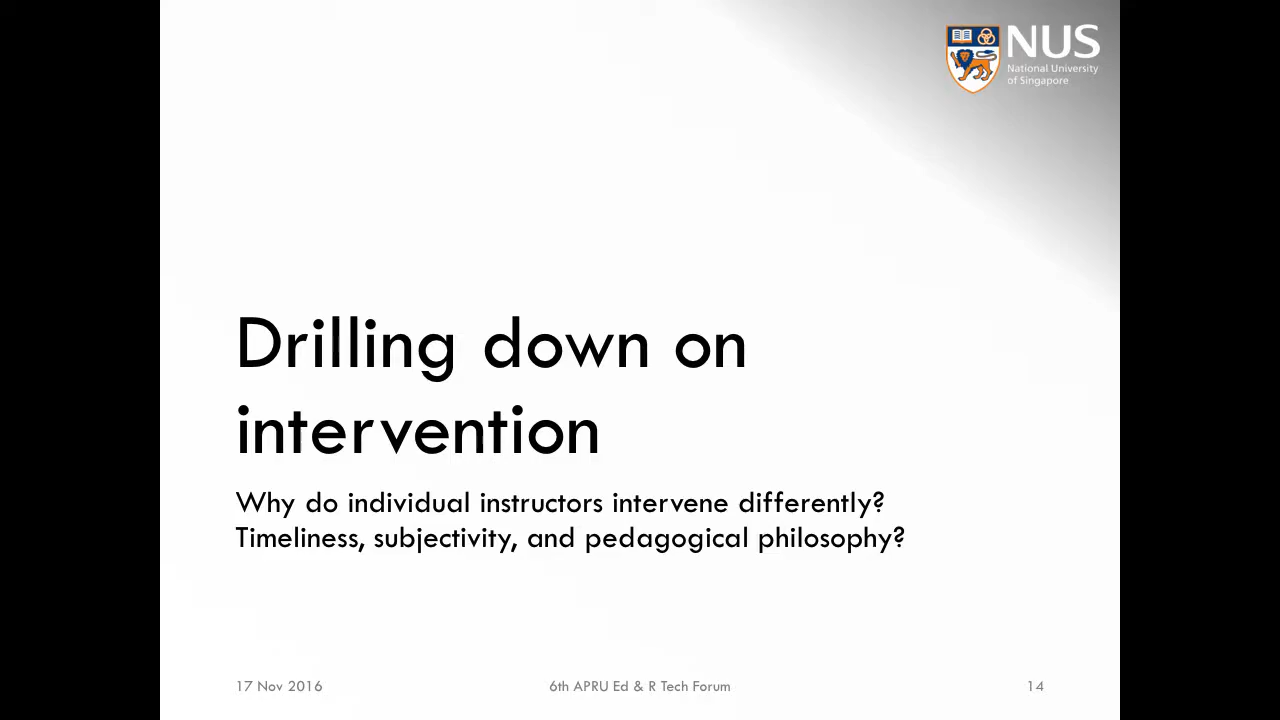 NUS
National University
of Singapore
Drilling down on
intervention
Why do individual instructors intervene differently?
Timeliness, subjectivity, and pedagogical philosophy?
17 Nov 2016
6th APRU Ed & R Tech Forum
14